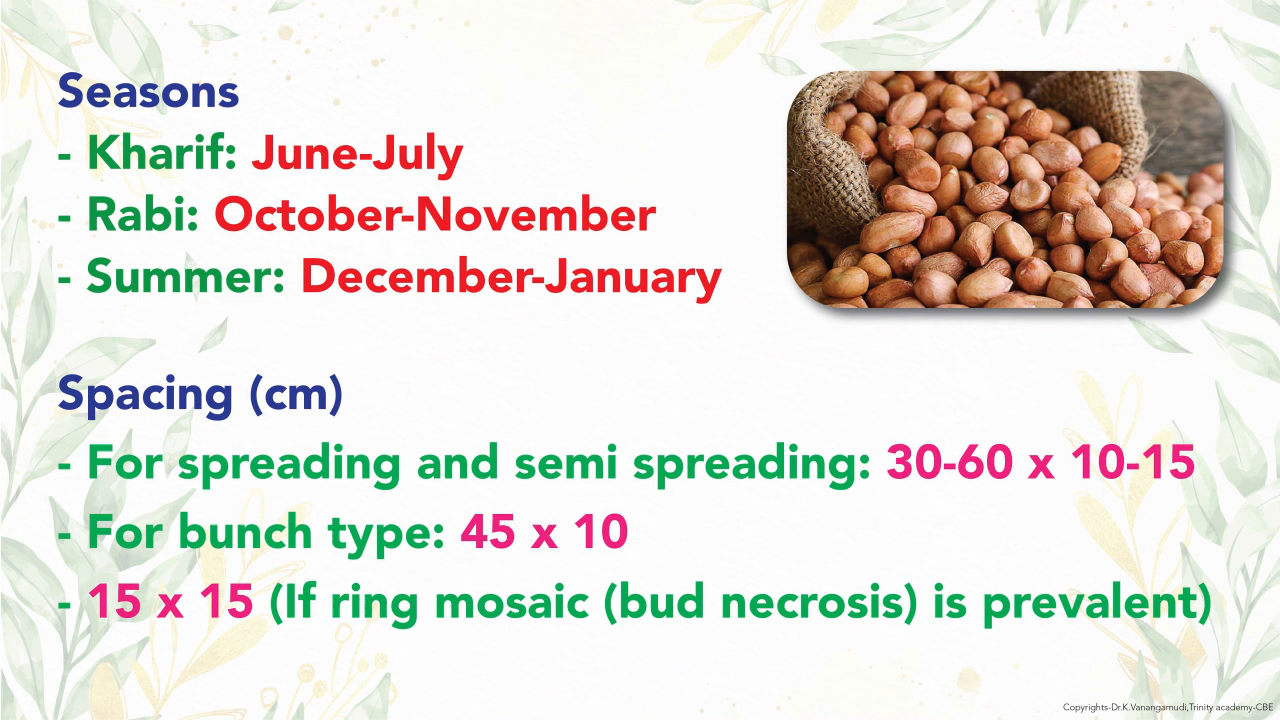 Seasons
- Kharif: June-July
- Rabi: October-November
- Summer: December-January
Spacing (cm)
- For spreading and semi spreading: 30-60 x 10-15
- For bunch type: 45 x 10
- 15 x 15 (If ring mosaic (bud necrosis) is prevalent)
Copyrights-Dr.K.Vanangamudi,Trinity academy-CBE